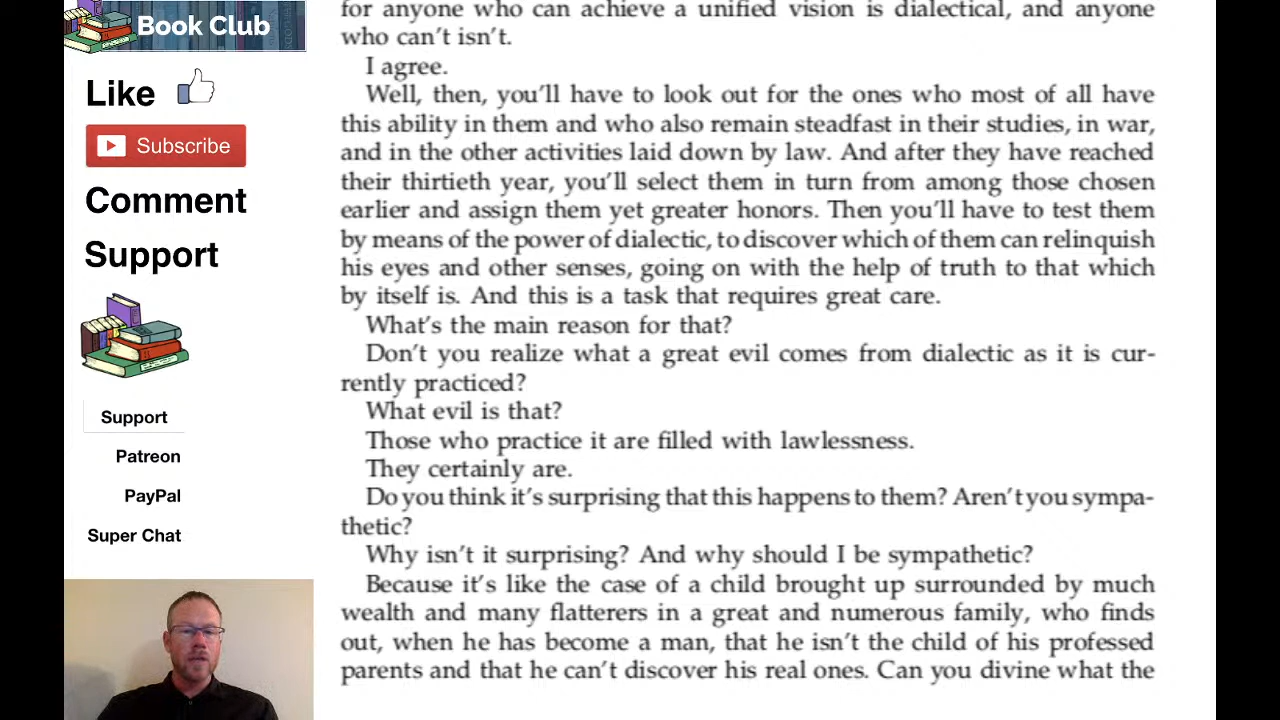 Book Club
Like
Subscribe
Comment
Support
Support
Patreon
PayPal
Super Chat
for anyone who can achieve a unified vision is dialectical, and anyone
who can't isn't.
I agree.
Well, then, you'll have to look out for the ones who most of all have
this ability in them and who also remain steadfast in their studies, in war,
and in the other activities laid down by law. And after they have reached
their thirtieth year, you'll select them in turn from among those chosen
earlier and assign them yet greater honors. Then you'll have to test them
by means of the power of dialectic, to discover which of them can relinquish
his eyes and other senses, going on with the help of truth to that which
by itself is. And this is a task that requires great care.
What's the main reason for that?
Don't you realize what a great evil comes from dialectic as it is cur-
rently practiced?
What evil is that?
Those who practice it are filled with lawlessness.
They certainly are.
Do you think it's surprising that this happens to them? Aren't you sympa-
thetic?
Why isn't it surprising? And why should I be sympathetic?
Because it's like the case of a child brought up surrounded by much
wealth and many flatterers in a great and numerous family, who finds
out, when he has become a man, that he isn't the child of his professed
parents and that he can't discover his real ones. Can you divine what the